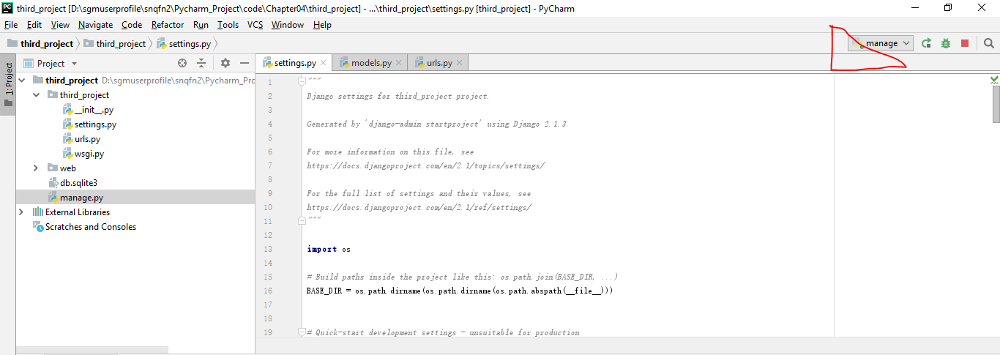 PC third_project [D:\sgmuserprofile\snqfn2\Pycharm_Project\code\Chapter04\third_project] - ...\third_project\settings.py [third_project] - PyCharm
File Edit View Navigate Code Refactor Run Tools VCS Window Help
third_project third_project settings.py manage
1: Project
Project
settings.py models.py urls.py
third_project D:\sgmuserprofile\snqfn2\Pycharm_Pro
third_project
__init__.py
settings.py
urls.py
wsgi.py
web
db.sqlite3
manage.py
External Libraries
Scratches and Consoles
1 """
2 Django settings for third_project project.
3
4 Generated by 'django-admin startproject' using Django 2.1.3.
5
6 For more information on this file, see
7 https://docs.djangoproject.com/en/2.1/topics/settings/
8
9 For the full list of settings and their values, see
10 https://docs.djangoproject.com/en/2.1/ref/settings/
11 """
12
13 import os
14
15 # Build paths inside the project like this: os.path.join(BASE_DIR, ...)
16 BASE_DIR = os.path.dirname(os.path.dirname(os.path.abspath(__file__)))
17
18
19 # Quick-start development settings - unsuitable for production